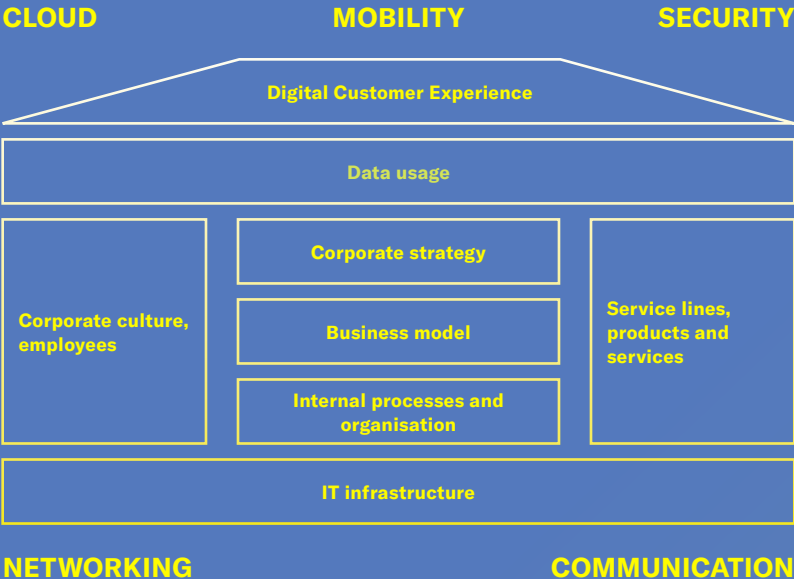 CLOUD
MOBILITY
SECURITY
Digital Customer Experience
Data usage
Corporate culture,
employees
Corporate strategy
Business model
Internal processes and
organisation
Service lines,
products and
services
IT infrastructure
NETWORKING
COMMUNICATION